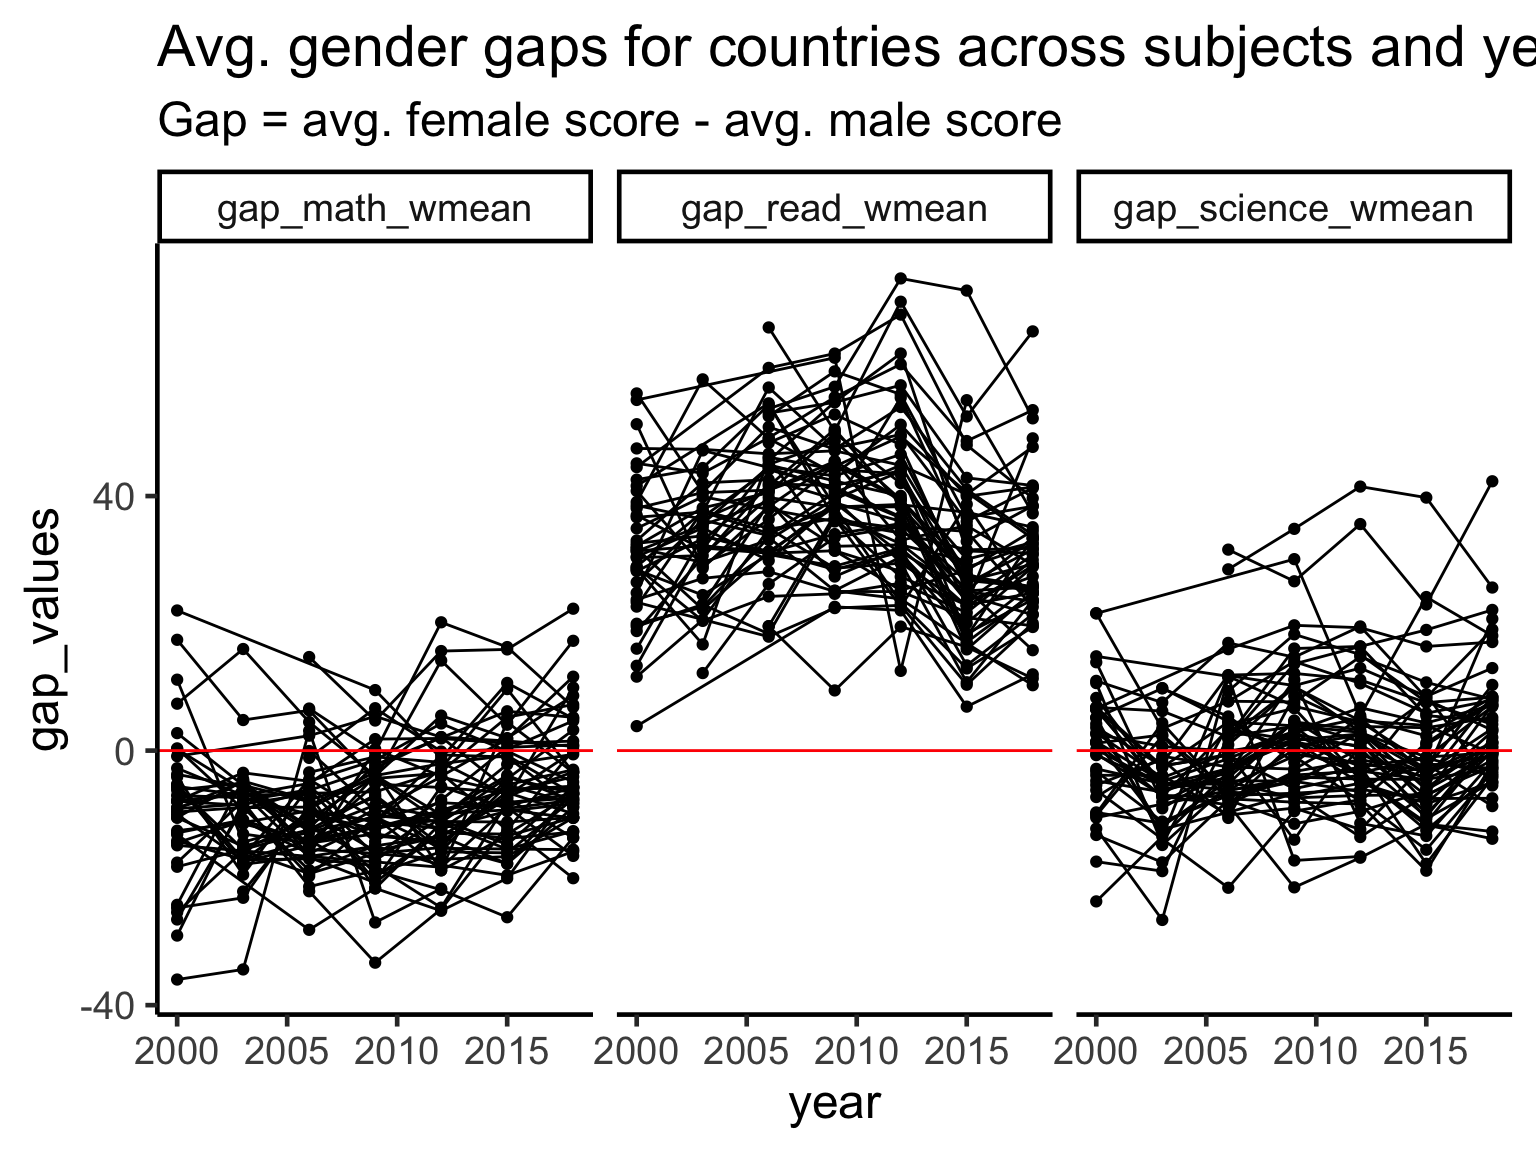 Avg. gender gaps for countries across subjects and ye
Gap = avg. female score - avg. male score
gap_math_wmean gap_read_wmean gap_science_wmean
gap_values
40
0
-40
2000 2005 2010 2015 2000 2005 2010 2015 2000 2005 2010 2015
year